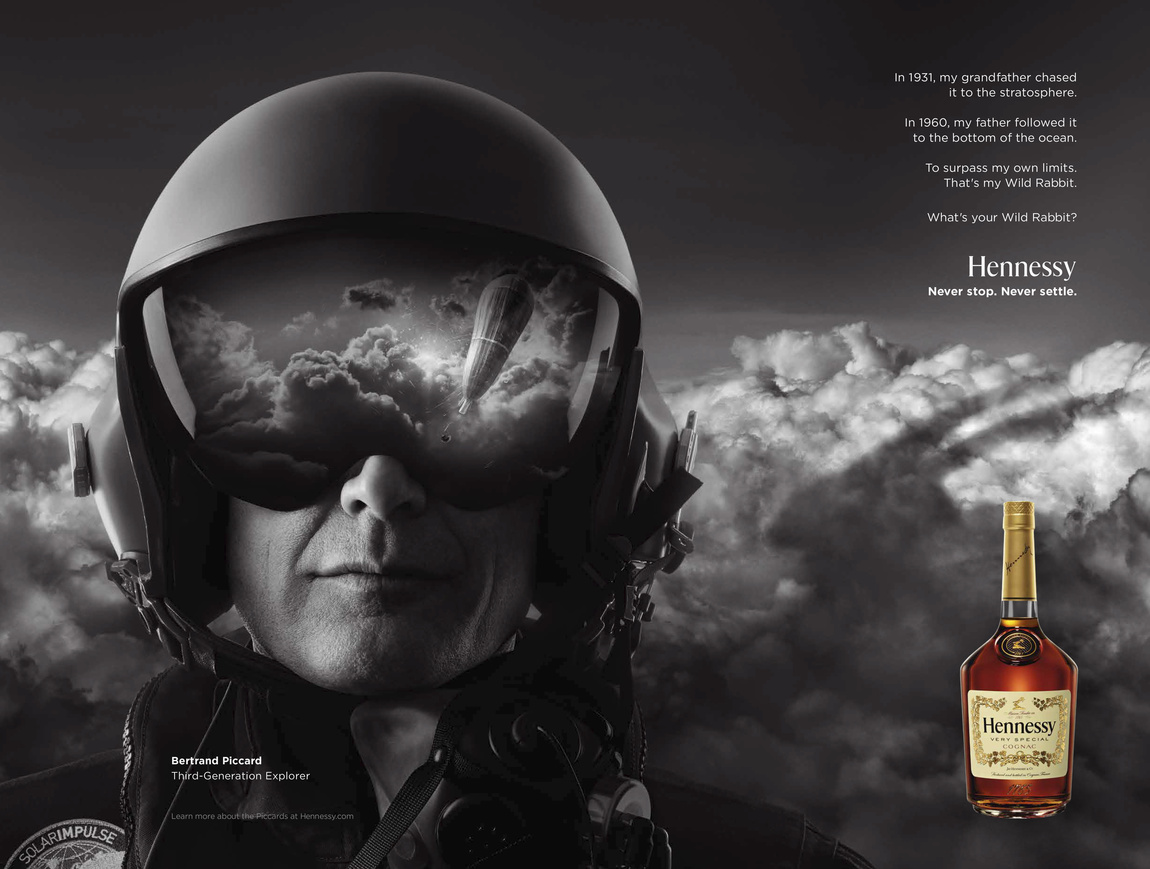 In 1931, my grandfather chased
it to the stratosphere.
In 1960, my father followed it
to the bottom of the ocean.
To surpass my own limits.
That's my Wild Rabbit.
What's your Wild Rabbit?
Hennessy
Never stop. Never settle.
Hennessy
Hennessy
VERY SPECIAL
COGNAC
Bertrand Piccard
Third-Generation Explorer
Learn more about the Piccards at Hennessy.com
SOLARIMPULSE